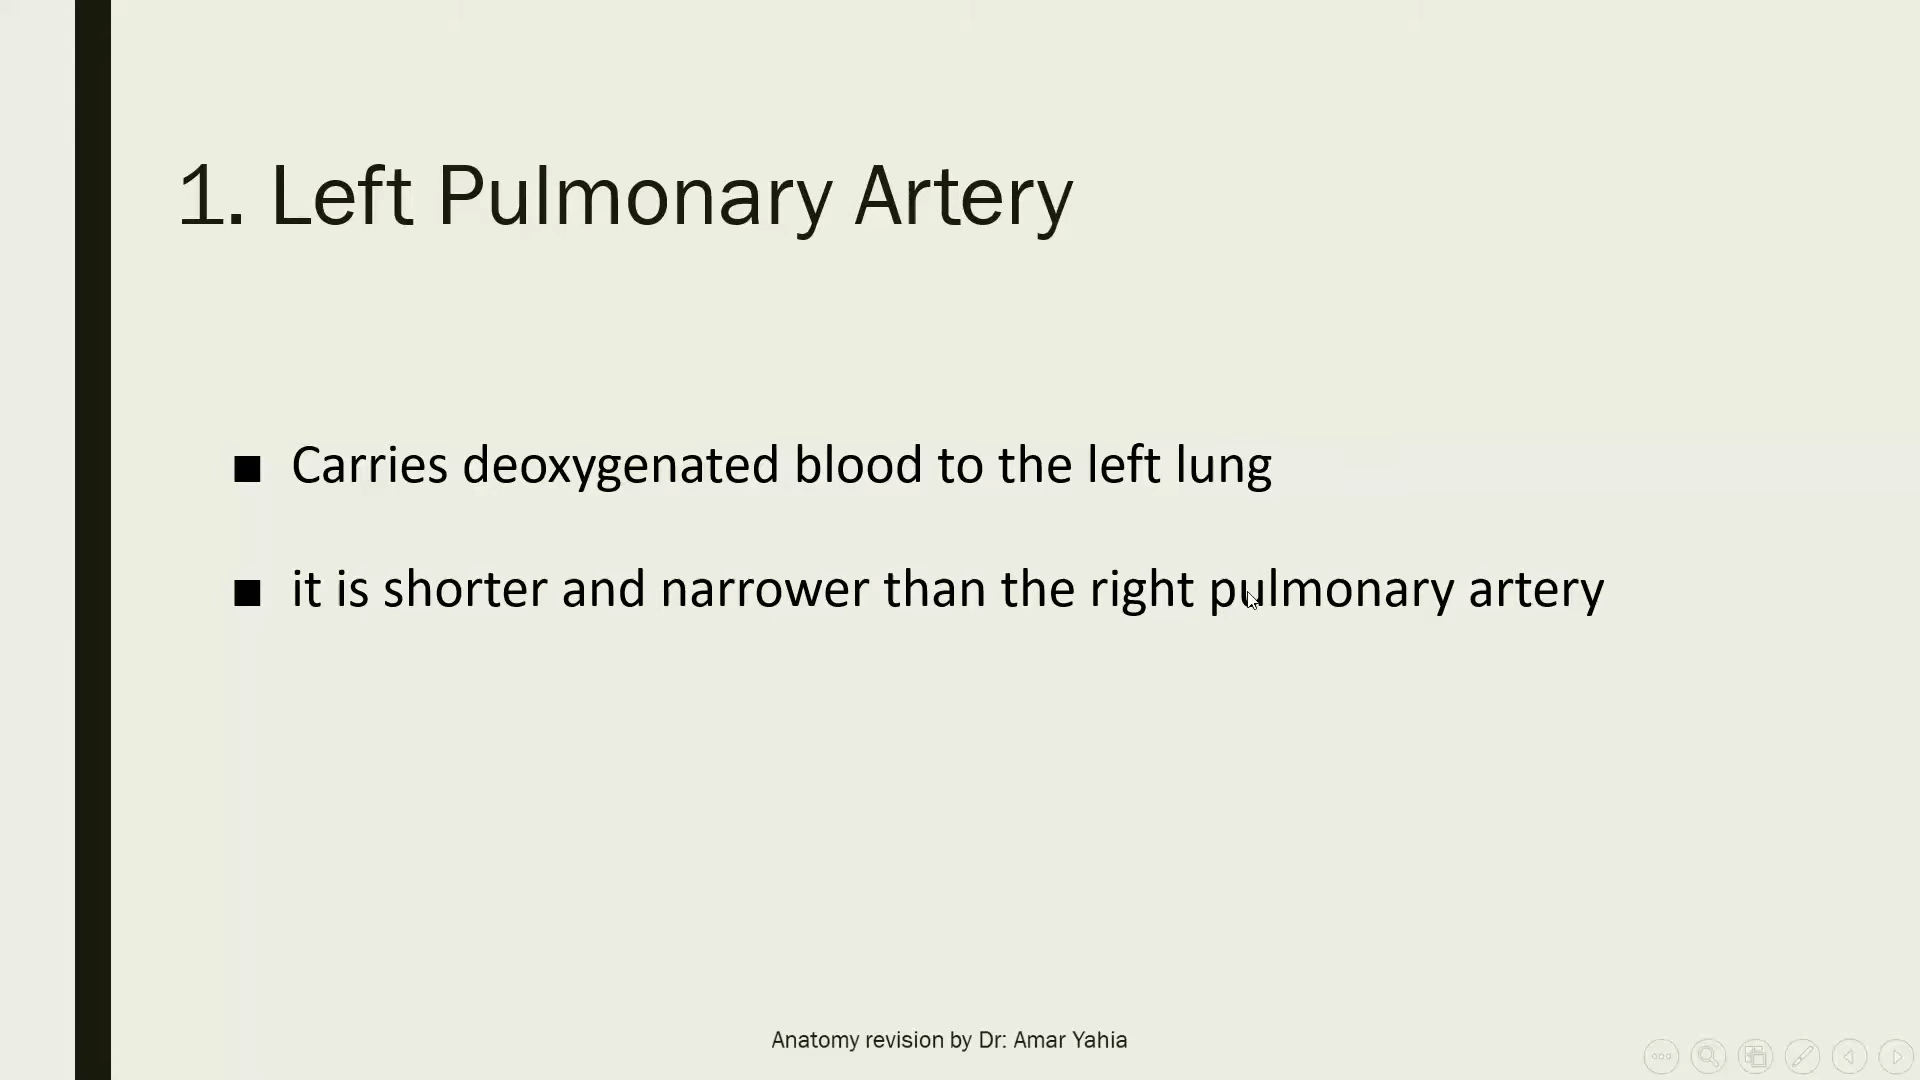 1. Left Pulmonary Artery
■ Carries deoxygenated blood to the left lung
■ it is shorter and narrower than the right pulmonary artery
Anatomy revision by Dr: Amar Yahia